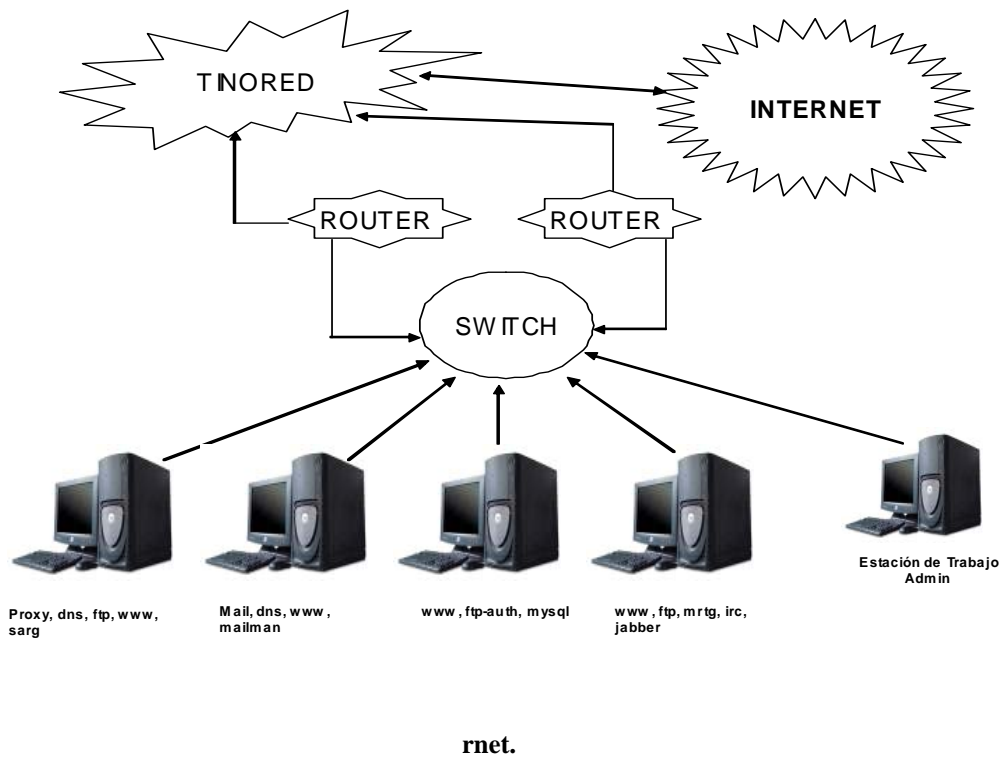 TINORED
INTERNET
ROUTER
ROUTER
SWITCH
Estación de Trabajo
Admin
Proxy, dns, ftp, www,
sarg
Mail, dns, www,
mailman
www, ftp-auth, mysql
www, ftp, mrtg, irc,
jabber
rnet.